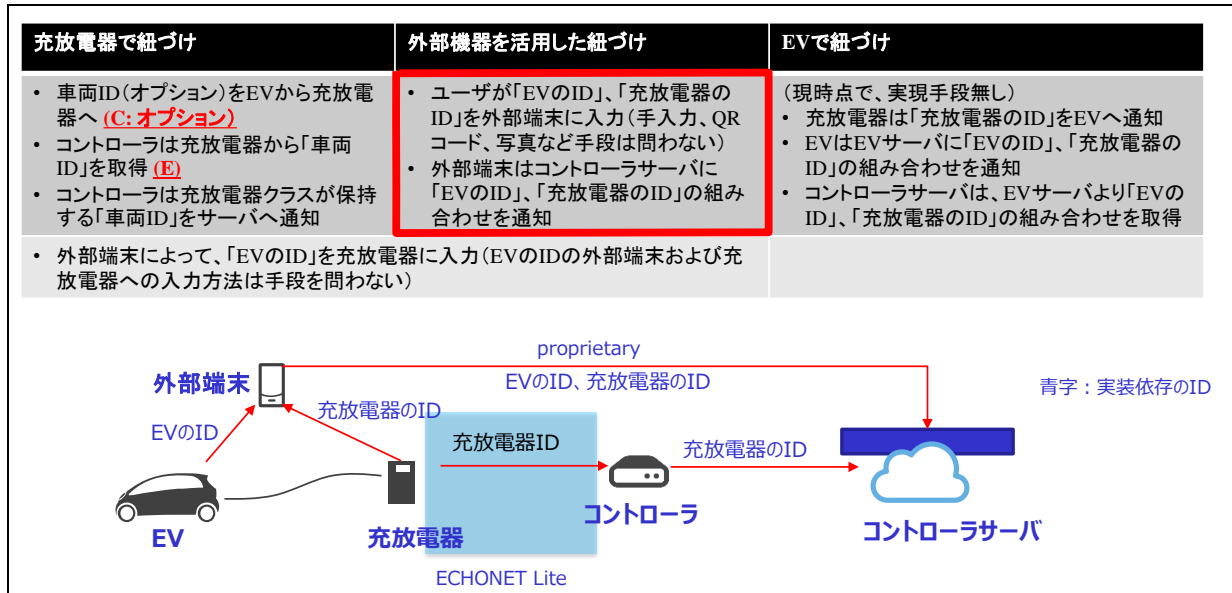 充放電器で紐づけ
外部機器を活用した紐づけ
EVで紐づけ
• 車両ID(オプション)をEVから充放電
器へ (C: オプション)
• コントローラは充放電器から「車両
ID」を取得 (E)
• コントローラは充放電器クラスが保持
する「車両ID」をサーバへ通知
• ユーザが「EVのID」、「充放電器の
ID」を外部端末に入力(手入力、QR
コード、写真など手段は問わない)
• 外部端末はコントローラサーバに
「EVのID」、「充放電器のID」の組み
合わせを通知
(現時点で、実現手段無し)
• 充放電器は「充放電器のID」をEVへ通知
• EVはEVサーバに「EVのID」、「充放電器の
ID」の組み合わせを通知
• コントローラサーバは、EVサーバより「EVの
ID」、「充放電器のID」の組み合わせを取得
• 外部端末によって、「EVのID」を充放電器に入力(EVのIDの外部端末および充
放電器への入力方法は手段を問わない)
proprietary
外部端末
EVのID、充放電器のID
青字:実装依存のID
充放電器のID
EVのID
充放電器ID
充放電器のID
コントローラ
EV
充放電器
コントローラサーバ
ECHONET Lite